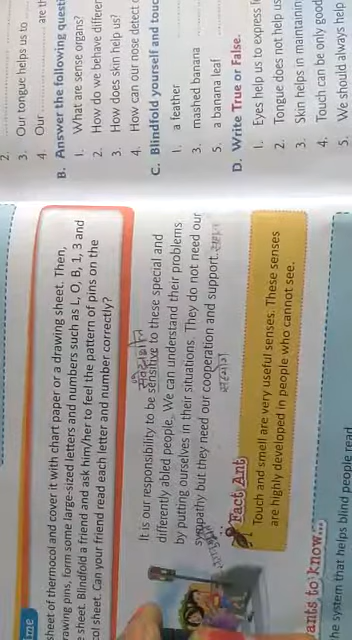 me
sheet of thermocol and cover it with chart paper or a drawing sheet. Then,
rawing pins, form some large-sized letters and numbers such as L, O, B, 1, 3 and
sheet. Blindfold a friend and ask him/her to feel the pattern of pins on the
col sheet. Can your friend read each letter and number correctly?
It is our responsibility to be sensitive to these special and
differently abled people. We can understand their problems
by putting ourselves in their situations. They do not need our
sympathy but they need our cooperation and support.
Fact Ant
Touch and smell are very useful senses. These senses
are highly developed in people who cannot see.
ants to know...
he system that helps blind people read
2.
3. Our tongue helps us to
4. Our are th
B. Answer the following questi
1. What are sense organs?
2. How do we behave differen
3. How does skin help us?
4. How can our nose detect
C. Blindfold yourself and touc
1. a leather
3. mashed banana
5. a banana leaf
D. Write True or False.
1. Eyes help us to express
2. Tongue does not help us
3. Skin helps in maintainin
4. Touch can be only good
5. We should always help